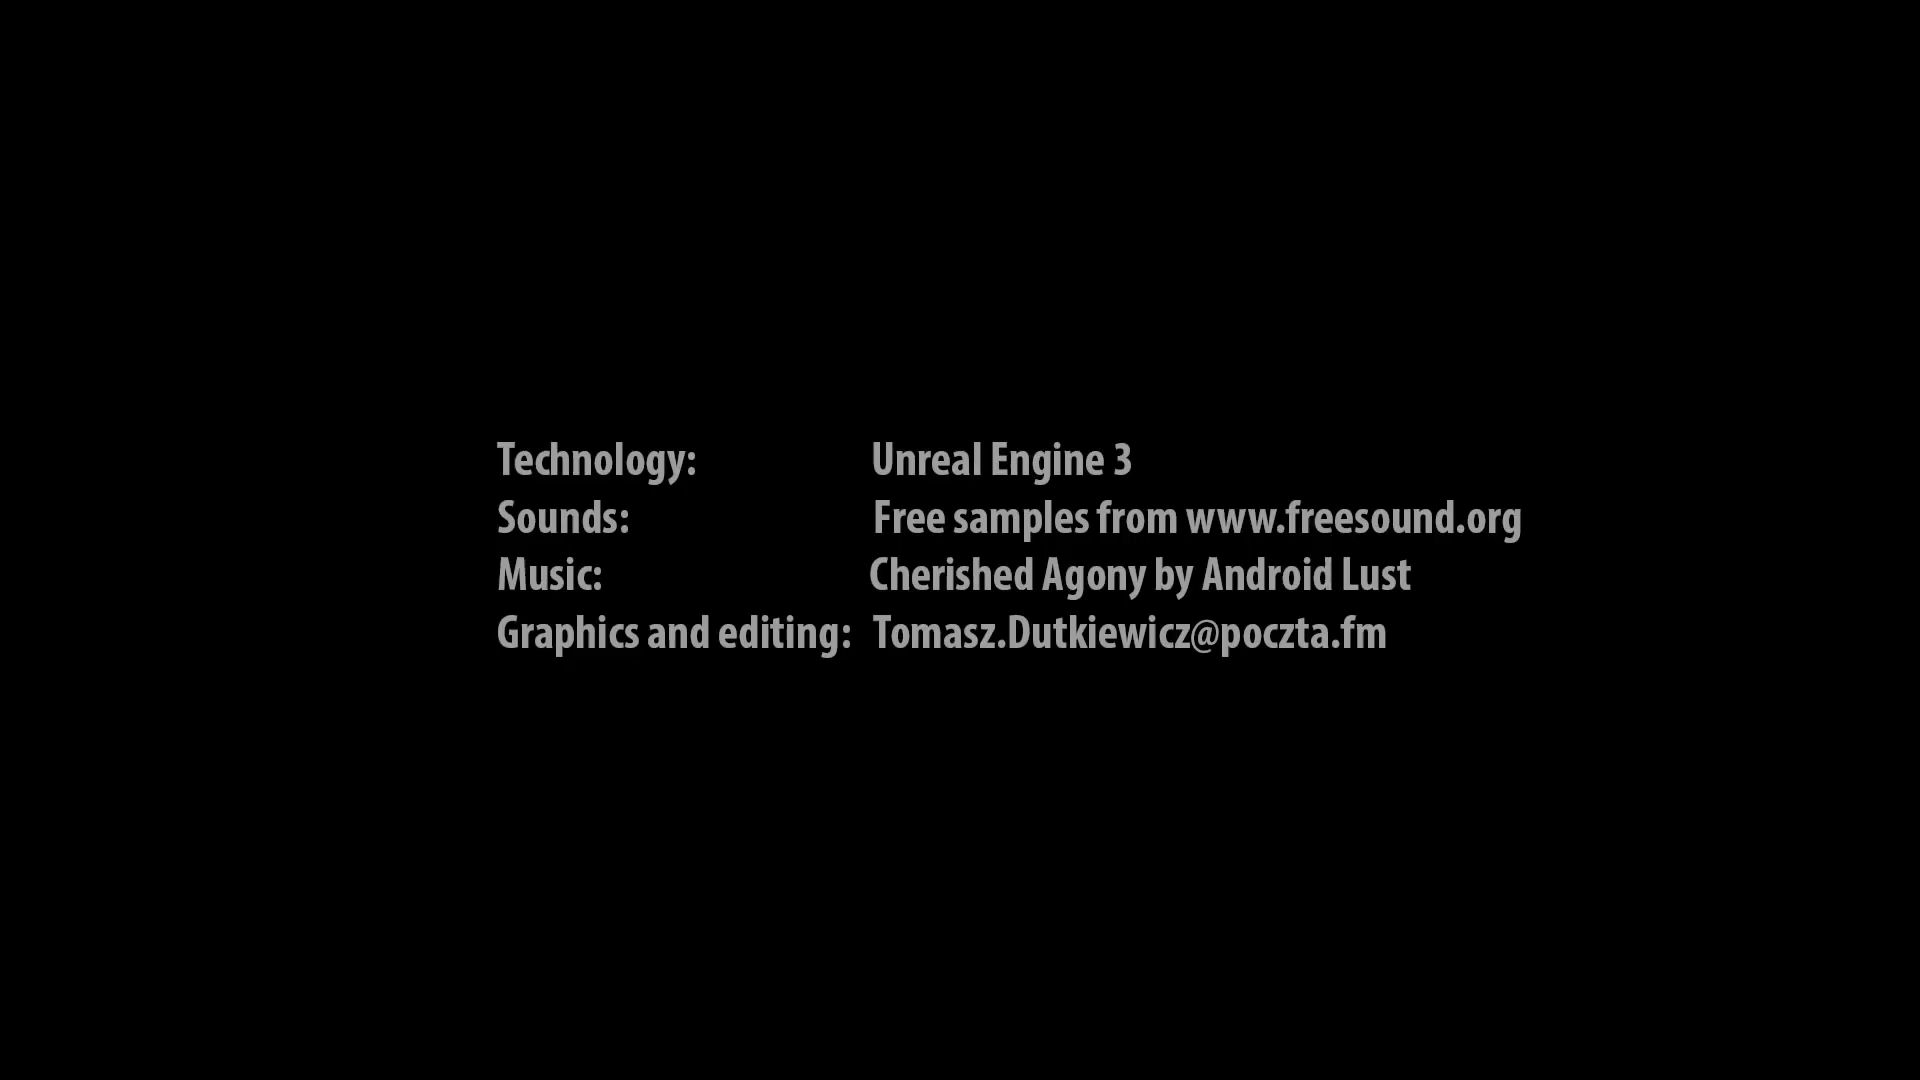 Technology: Unreal Engine 3
Sounds: Free samples from www.freesound.org
Music: Cherished Agony by Android Lust
Graphics and editing: Tomasz.Dutkiewicz@poczta.fm